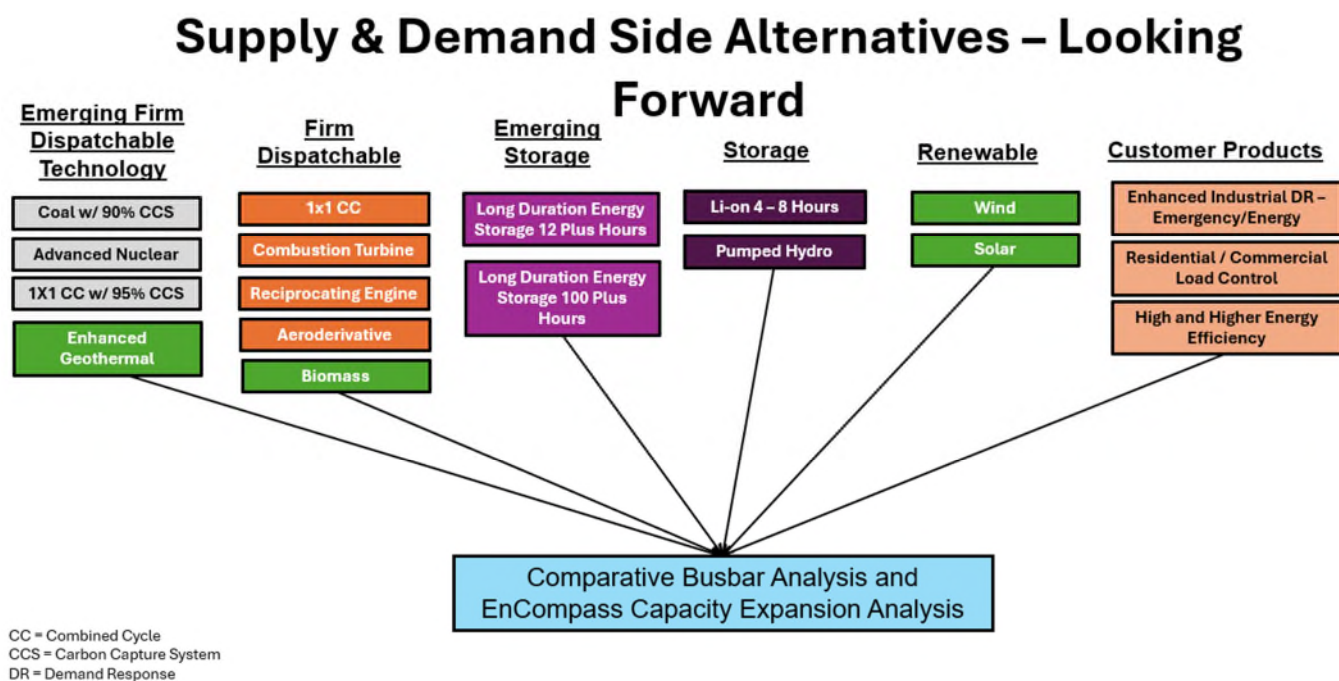 Supply & Demand Side Alternatives – Looking
Forward
Emerging Firm
Dispatchable
Technology
Coal w/ 90% CCS
Advanced Nuclear
1X1 CC w/ 95% CCS
Enhanced
Geothermal
Firm
Dispatchable
1x1 CC
Combustion Turbine
Reciprocating Engine
Aeroderivative
Biomass
Emerging
Storage
Long Duration Energy
Storage 12 Plus Hours
Long Duration Energy
Storage 100 Plus
Hours
Storage
Li-on 4 – 8 Hours
Pumped Hydro
Renewable
Wind
Solar
Customer Products
Enhanced Industrial DR –
Emergency/Energy
Residential / Commercial
Load Control
High and Higher Energy
Efficiency
Comparative Busbar Analysis and
EnCompass Capacity Expansion Analysis
CC = Combined Cycle
CCS = Carbon Capture System
DR = Demand Response